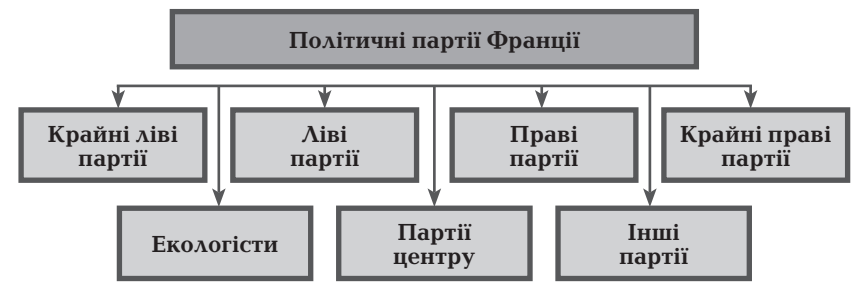 Політичні партії Франції
Крайні ліві
партії
Ліві
партії
Праві
партії
Крайні праві
партії
Екологісти
Партії
центру
Інші
партії